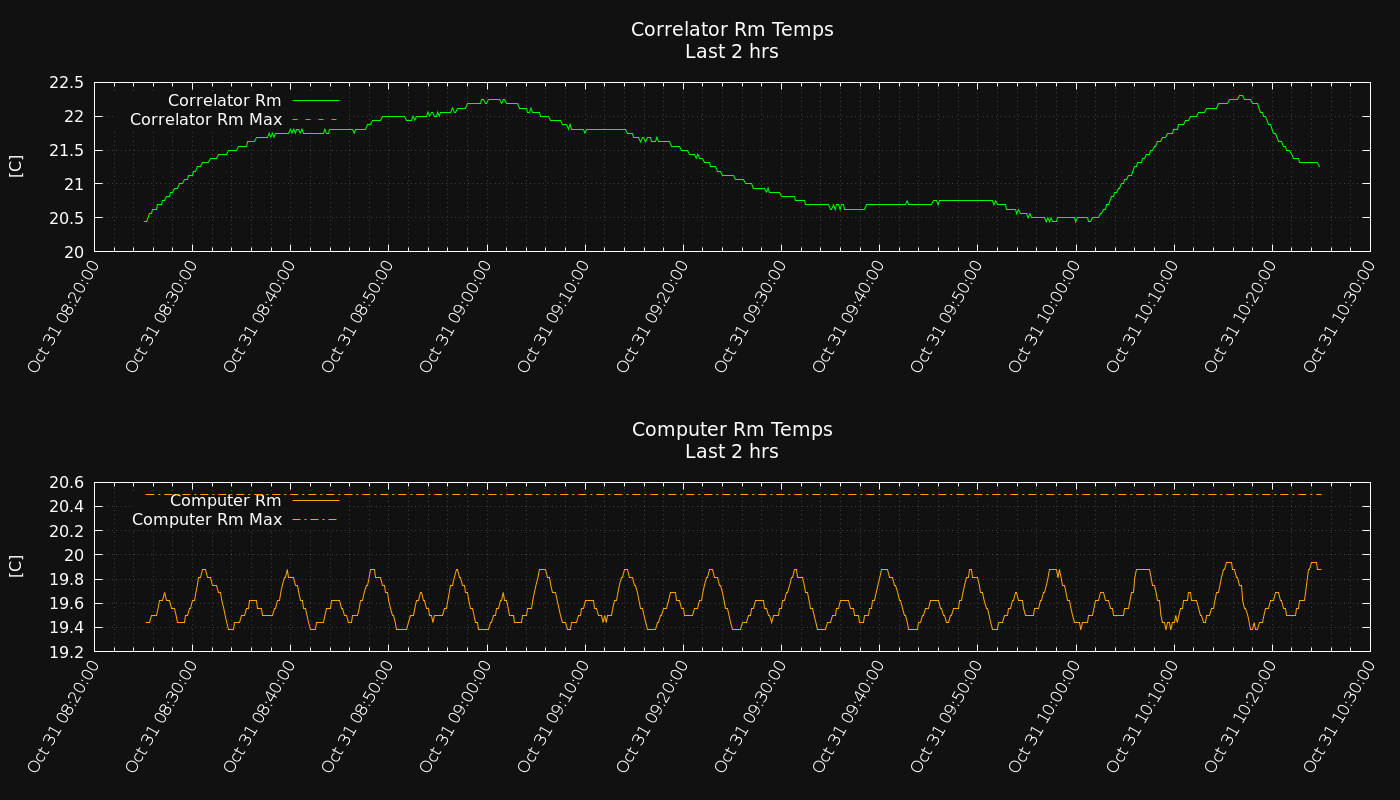 Correlator Rm Temps
Last 2 hrs
22.5
22
21.5
21
20.5
20
[C]
Correlator Rm
Correlator Rm Max
Oct 31 08:20:00
Oct 31 08:30:00
Oct 31 08:40:00
Oct 31 08:50:00
Oct 31 09:00:00
Oct 31 09:10:00
Oct 31 09:20:00
Oct 31 09:30:00
Oct 31 09:40:00
Oct 31 09:50:00
Oct 31 10:00:00
Oct 31 10:10:00
Oct 31 10:20:00
Oct 31 10:30:00
Computer Rm Temps
Last 2 hrs
20.6
20.4
20.2
20
19.8
19.6
19.4
19.2
[C]
Computer Rm
Computer Rm Max
Oct 31 08:20:00
Oct 31 08:30:00
Oct 31 08:40:00
Oct 31 08:50:00
Oct 31 09:00:00
Oct 31 09:10:00
Oct 31 09:20:00
Oct 31 09:30:00
Oct 31 09:40:00
Oct 31 09:50:00
Oct 31 10:00:00
Oct 31 10:10:00
Oct 31 10:20:00
Oct 31 10:30:00